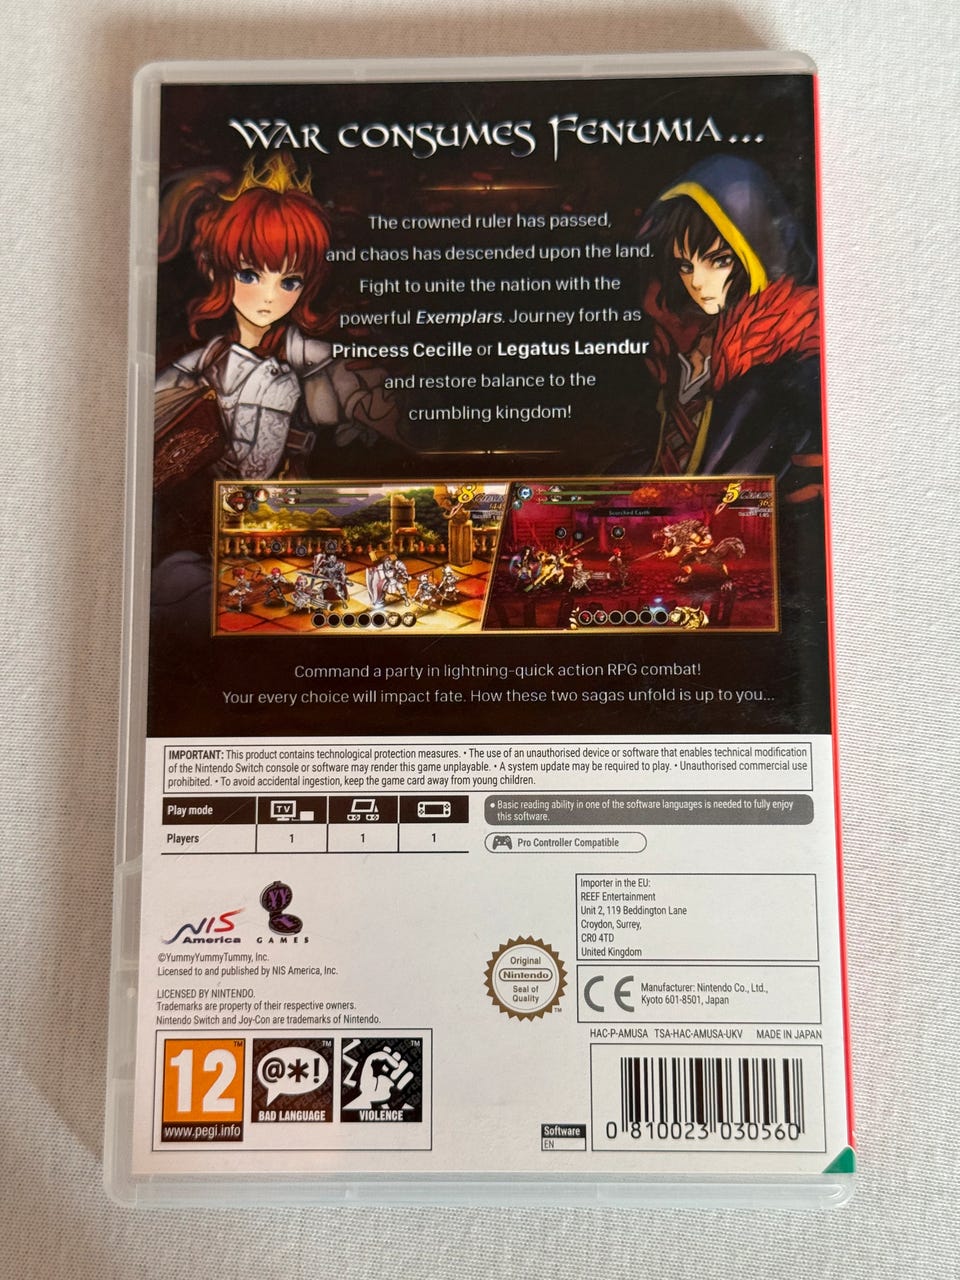 WAR CONSUMES FENUMIA...
The crowned ruler has passed,
and chaos has descended upon the land.
Fight to unite the nation with the
powerful Exemplars. Journey forth as
Princess Cecille or Legatus Laendur
and restore balance to the
crumbling kingdom!
8
5
Scorched Earth
Command a party in lightning-quick action RPG combat!
Your every choice will impact fate. How these two sagas unfold is up to you...
IMPORTANT: This product contains technological protection measures. • The use of an unauthorised device or software that enables technical modification
of the Nintendo Switch console or software may render this game unplayable. • A system update may be required to play. • Unauthorised commercial use
prohibited. • To avoid accidental ingestion, keep the game card away from young children.
Play mode
TV
Players
1
1
1
• Basic reading ability in one of the software languages is needed to fully enjoy
this software.
Pro Controller Compatible
NIS
America
YY
GAMES
©YummyYummyTummy, Inc.
Licensed to and published by NIS America, Inc.
LICENSED BY NINTENDO.
Trademarks are property of their respective owners.
Nintendo Switch and Joy-Con are trademarks of Nintendo.
Original
Nintendo
Seal of
Quality
TM
Importer in the EU:
REEF Entertainment
Unit 2, 119 Beddington Lane
Croydon, Surrey,
CR0 4TD
United Kingdom
CE
Manufacturer: Nintendo Co., Ltd.,
Kyoto 601-8501, Japan
HAC-P-AMUSA TSA-HAC-AMUSA-UKV MADE IN JAPAN
12
TM
www.pegi.info
@*!
TM
BAD LANGUAGE
TM
VIOLENCE
Software
EN
0 810023 030560